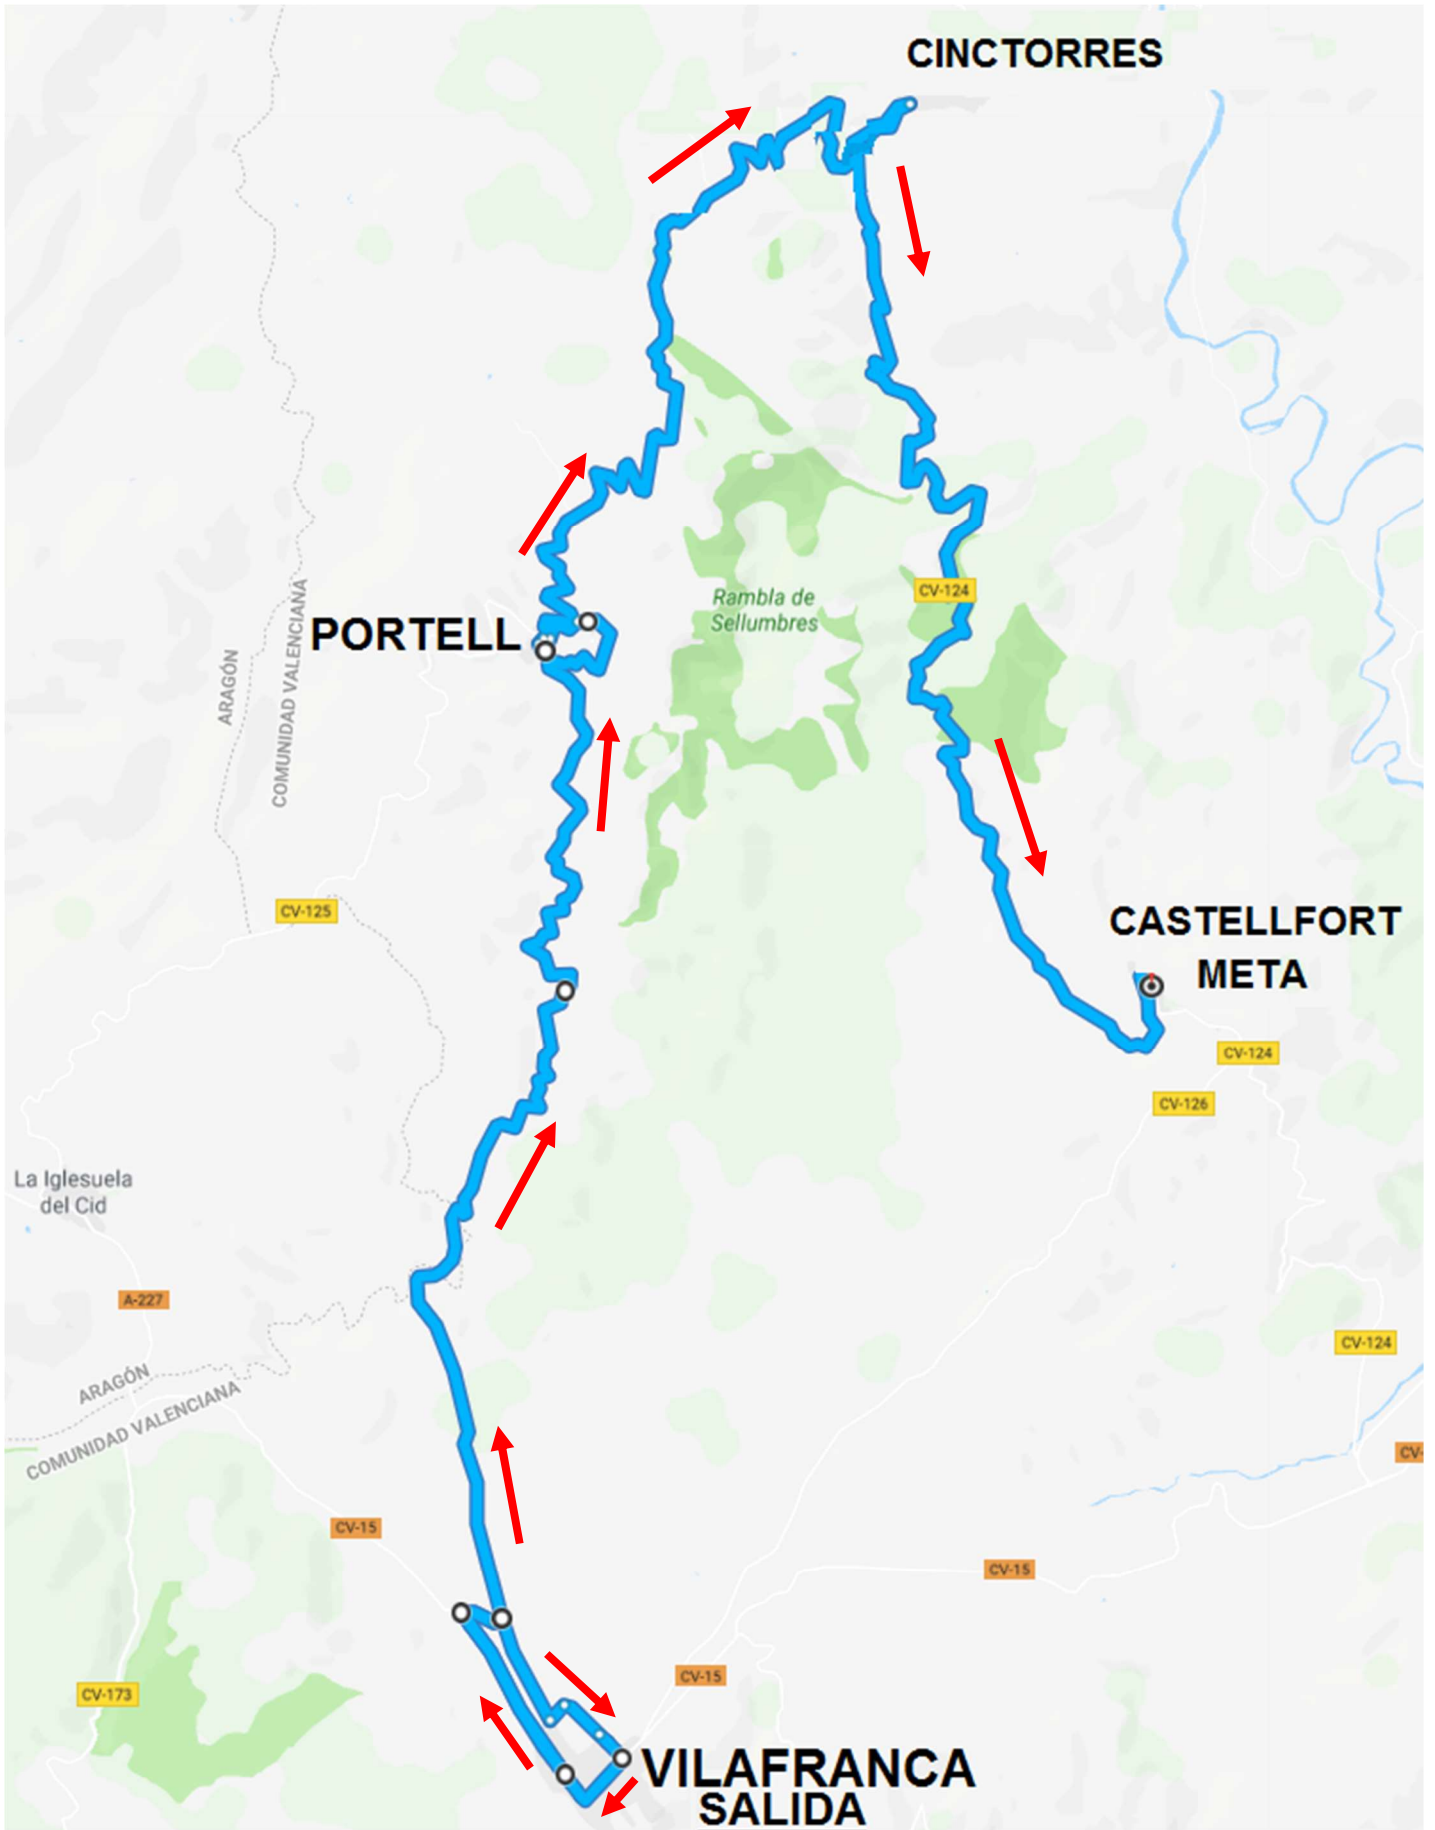 CINCTORRES
CV-124
Rambla de
Sellumbres
PORTELL
ARAGÓN
COMUNIDAD VALENCIANA
CV-125
CASTELLFORT
META
CV-124
CV-126
La Iglesuela
del Cid
A-227
CV-124
ARAGÓN
COMUNIDAD VALENCIANA
CV-
CV-15
CV-15
CV-15
CV-173
VILAFRANCA
SALIDA